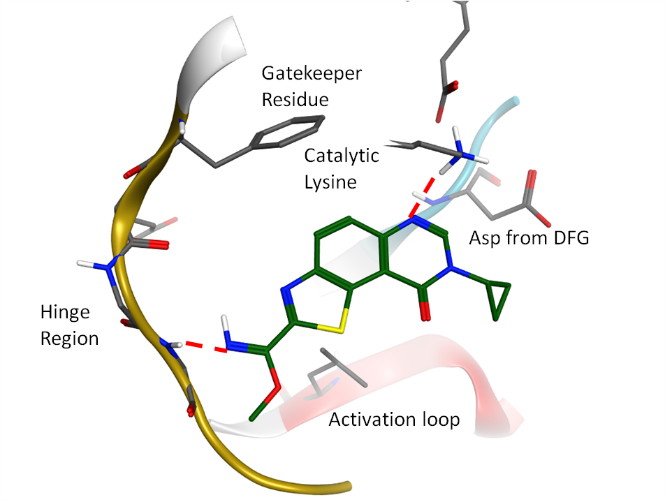 Gatekeeper
Residue
Catalytic
Lysine
Asp from DFG
Hinge
Region
Activation loop